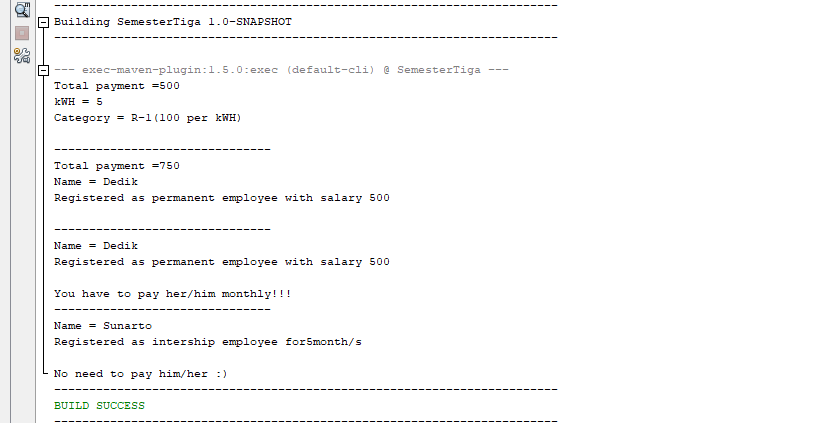 ------------------------------------------------------------------------
Building SemesterTiga 1.0-SNAPSHOT
------------------------------------------------------------------------
--- exec-maven-plugin:1.5.0:exec (default-cli) @ SemesterTiga ---
Total payment =500
kWH = 5
Category = R-1(100 per kWH)
-------------------------------
Total payment =750
Name = Dedik
Registered as permanent employee with salary 500
-------------------------------
Name = Dedik
Registered as permanent employee with salary 500
You have to pay her/him monthly!!!
-------------------------------
Name = Sunarto
Registered as intership employee for5month/s
No need to pay him/her :)
------------------------------------------------------------------------
BUILD SUCCESS
------------------------------------------------------------------------